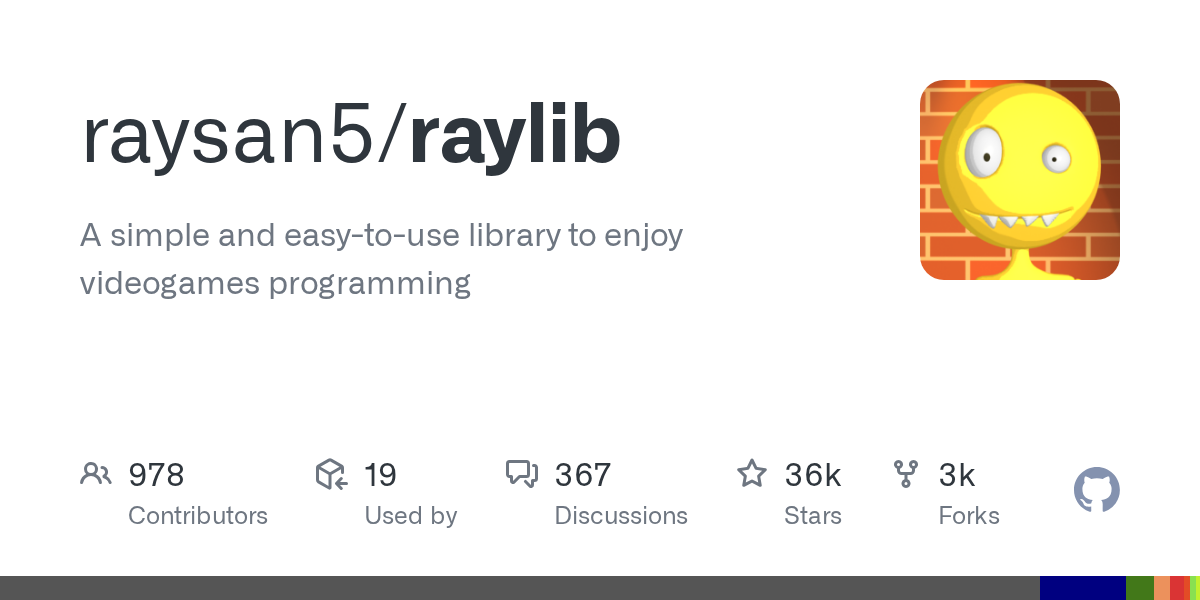 raysan5/raylib
A simple and easy-to-use library to enjoy
videogames programming
978 19 367 36k 3k
Contributors Used by Discussions Stars Forks